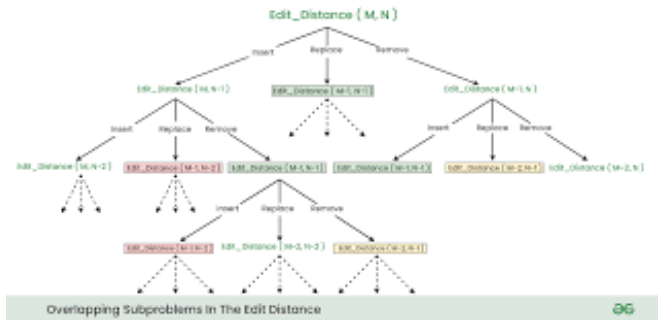 Edit_Distance ( M, N )
Insert Replace Remove
Edit_Distance ( M, N-1 ) Edit_Distance ( M-1, N-1 ) Edit_Distance ( M-1, N )
Insert Replace Remove Insert Replace Remove
Edit_Distance ( M, N-2 ) Edit_Distance ( M-1, N-2 ) Edit_Distance ( M-1, N-1 ) Edit_Distance ( M-1, N-1 ) Edit_Distance ( M-2, N-1 ) Edit_Distance ( M-2, N )
Insert Replace Remove
Edit_Distance ( M-1, N-2 ) Edit_Distance ( M-2, N-2 ) Edit_Distance ( M-2, N-1 )
Overlapping Subproblems In The Edit Distance